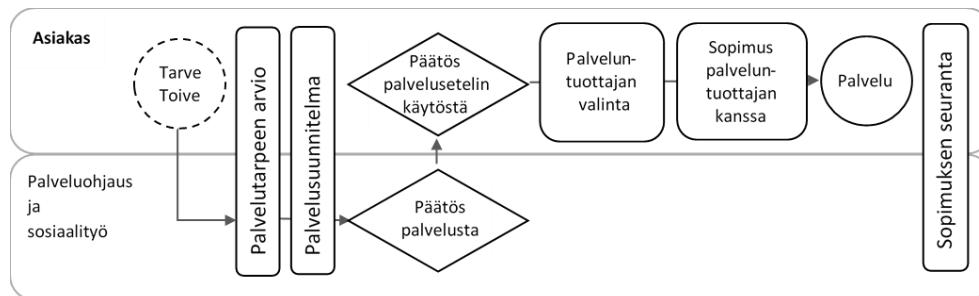 Asiakas
Tarve
Toive
Palvelutarpeen arvio
Palvelusuunnitelma
Päätös
palvelusetelin
käytöstä
Palvelun-
tuottajan
valinta
Sopimus
palvelun-
tuottajan
kanssa
Palvelu
Sopimuksen seuranta
Palveluohjaus
ja
sosiaalityö
Päätös
palvelusta